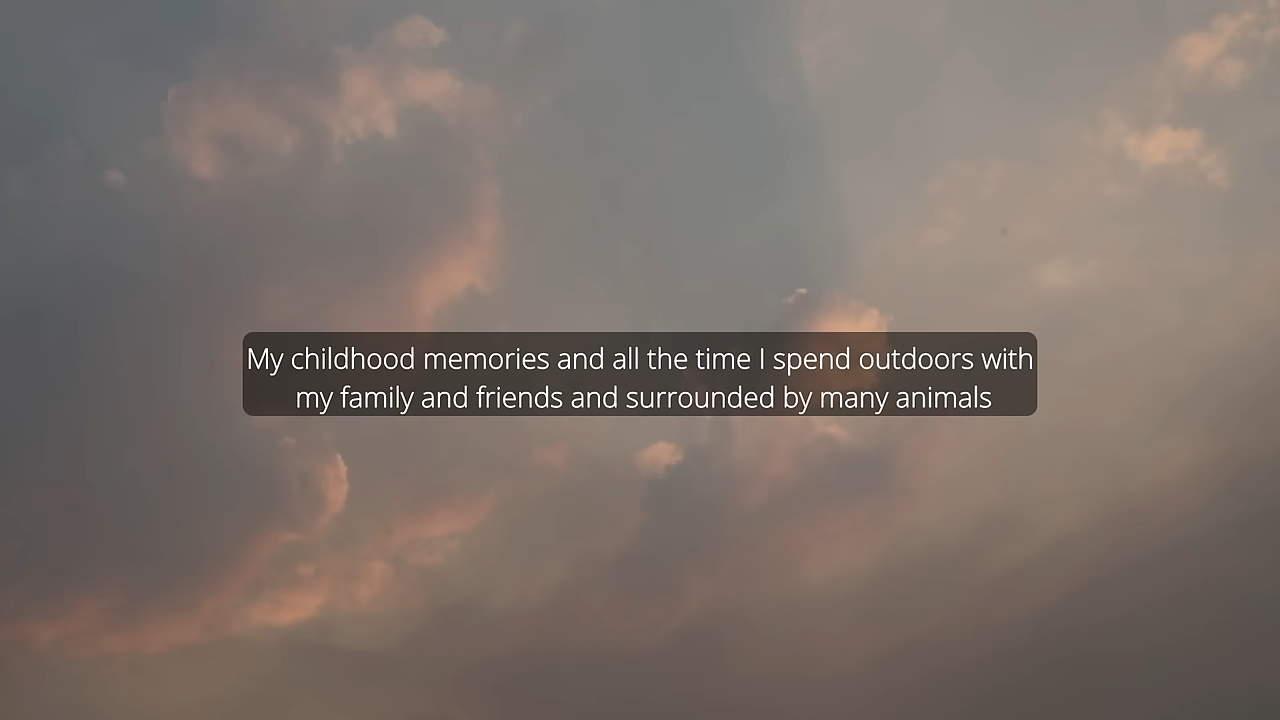 My childhood memories and all the time I spend outdoors with
my family and friends and surrounded by many animals